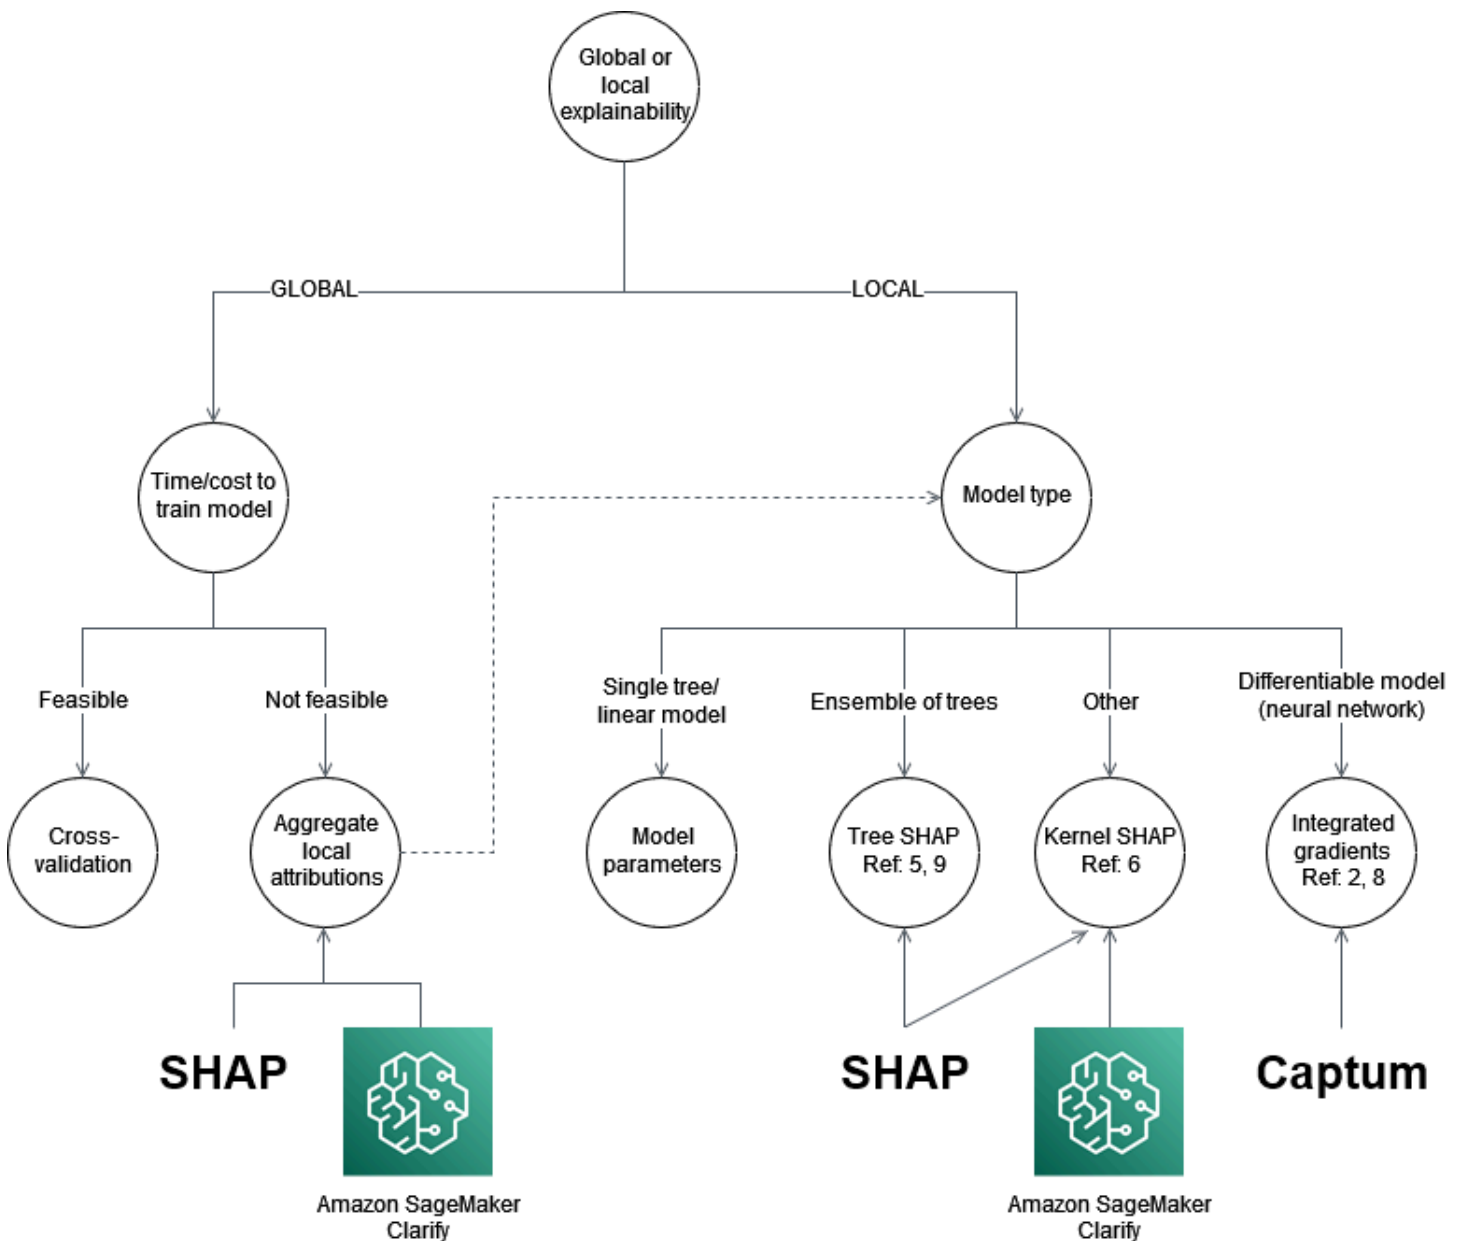 Global or
local
explainability
GLOBAL
LOCAL
Time/cost to
train model
Model type
Feasible
Not feasible
Single tree/
linear model
Ensemble of trees
Other
Differentiable model
(neural network)
Cross-
validation
Aggregate
local
attributions
Model
parameters
Tree SHAP
Ref: 5, 9
Kernel SHAP
Ref: 6
Integrated
gradients
Ref: 2, 8
SHAP
Amazon SageMaker
Clarify
SHAP
Amazon SageMaker
Clarify
Captum